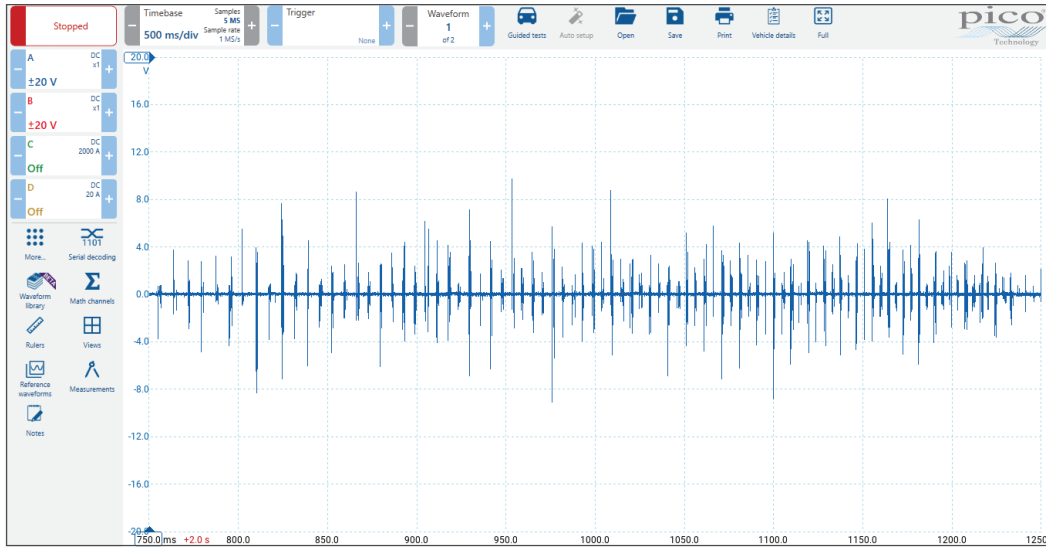 Stopped
Timebase
500 ms/div
Samples
5 MS
Sample rate
1 MS/s
Trigger
None
Waveform
1
of 2
Guided tests
Auto setup
Open
Save
Print
Vehicle details
Full
pico
Technology
A
DC
x1
±20 V
B
DC
x1
±20 V
C
DC
2000 A
Off
D
DC
20 A
Off
More...
Serial decoding
1101
Waveform
library
Math channels
Rulers
Views
Reference
waveforms
Measurements
Notes
20.0
V
16.0
12.0
8.0
4.0
0.0
-4.0
-8.0
-12.0
-16.0
-20.0
750.0 ms +2.0 s 800.0 850.0 900.0 950.0 1000.0 1050.0 1100.0 1150.0 1200.0 1250